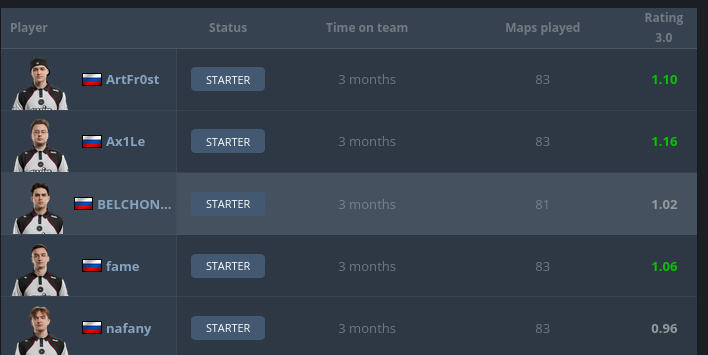 Player Status Time on team Maps played Rating 3.0
ArtFr0st STARTER 3 months 83 1.10
Ax1Le STARTER 3 months 83 1.16
BELCHON... STARTER 3 months 81 1.02
fame STARTER 3 months 83 1.06
nafany STARTER 3 months 83 0.96